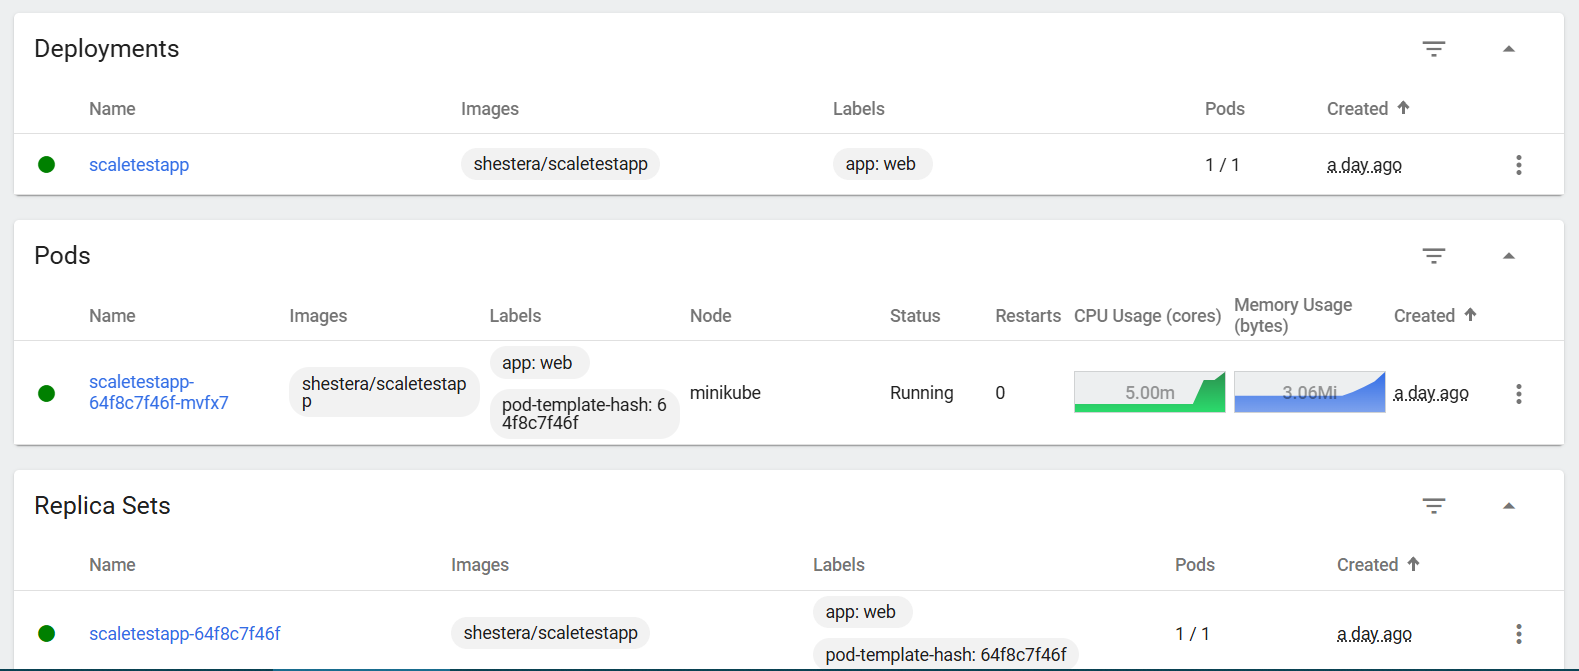 Deployments
Name Images Labels Pods Created
scaletestapp shestera/scaletestapp app: web 1 / 1 a day ago
Pods
Name Images Labels Node Status Restarts CPU Usage (cores) Memory Usage (bytes) Created
scaletestapp-
64f8c7f46f-mvfx7
shestera/scaletestap
p
app: web
pod-template-hash: 6
4f8c7f46f
minikube Running 0 5.00m 3.06Mi a day ago
Replica Sets
Name Images Labels Pods Created
scaletestapp-64f8c7f46f shestera/scaletestapp
app: web
pod-template-hash: 64f8c7f46f
1 / 1 a day ago